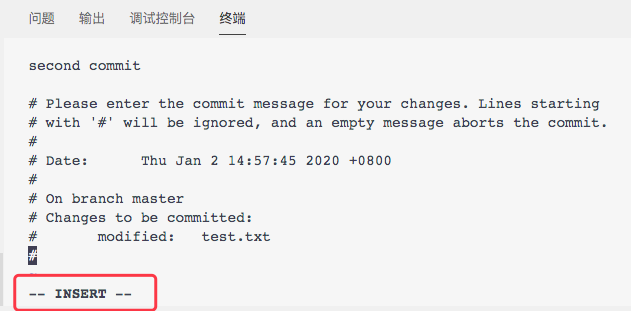 问题 输出 调试控制台 终端
second commit
# Please enter the commit message for your changes. Lines starting
# with '#' will be ignored, and an empty message aborts the commit.
#
# Date:      Thu Jan 2 14:57:45 2020 +0800
#
# On branch master
# Changes to be committed:
#       modified:   test.txt
#
-- INSERT --